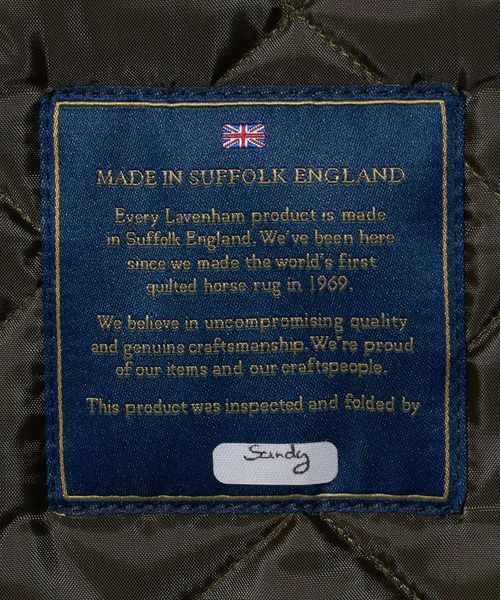 MADE IN SUFFOLK ENGLAND
Every Lavenham product is made
in Suffolk England. We've been here
since we made the world's first
quilted horse rug in 1969.
We believe in uncompromising quality
and genuine craftsmanship. We're proud
of our items and our craftspeople.
This product was inspected and folded by
Sandy